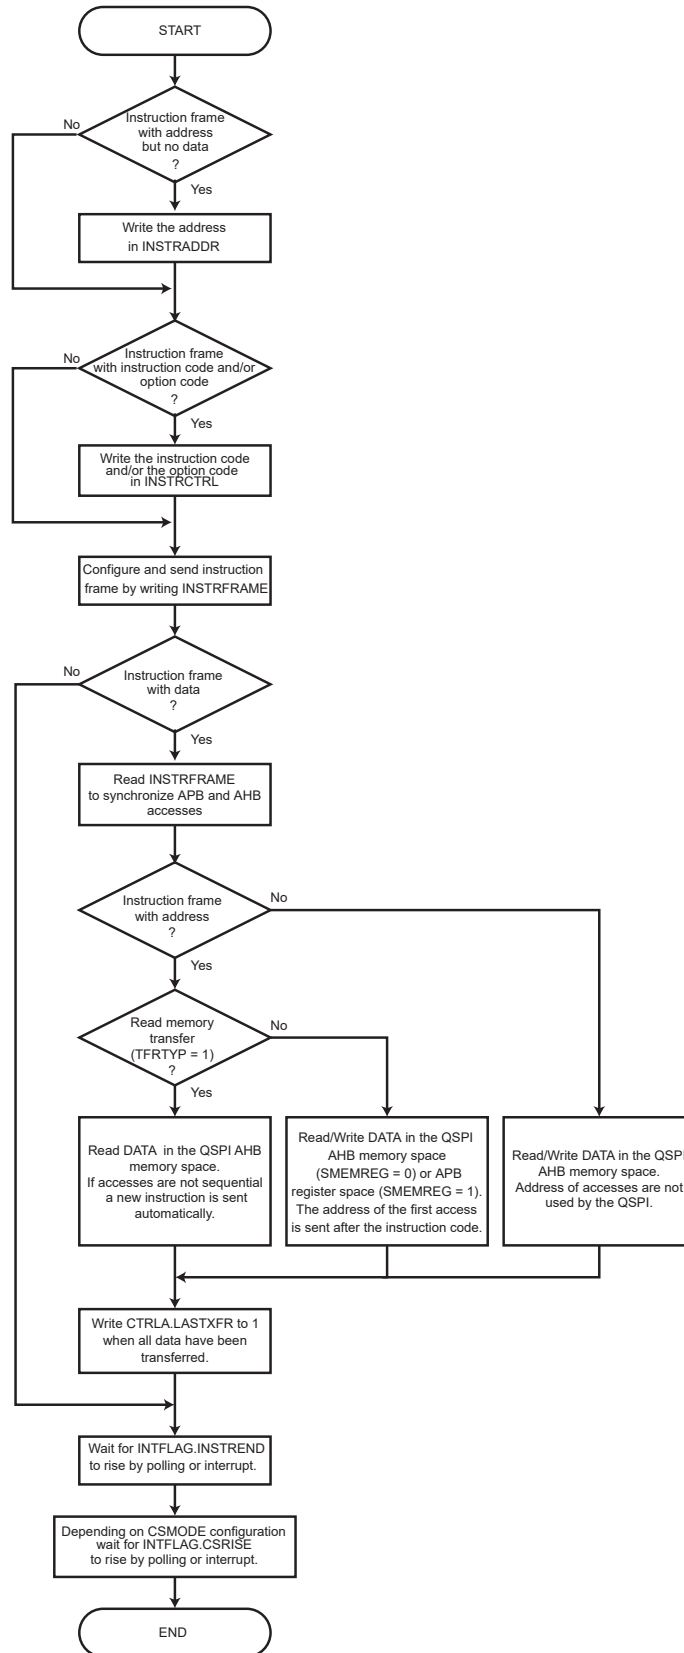 START
Instruction frame
with address
but no data
?
No
Yes
Write the address
in INSTRADDR
Instruction frame
with instruction code and/or
option code
?
No
Yes
Write the instruction code
and/or the option code
in INSTRCTRL
Configure and send instruction
frame by writing INSTRFRAME
Instruction frame
with data
?
No
Yes
Read INSTRFRAME
to synchronize APB and AHB
accesses
Instruction frame
with address
?
No
Yes
Read memory
transfer
(TFRTYP = 1)
?
No
Yes
Read DATA in the QSPI AHB
memory space.
If accesses are not sequential
a new instruction is sent
automatically.
Read/Write DATA in the QSPI
AHB memory space
(SMEMREG = 0) or APB
register space (SMEMREG = 1).
The address of the first access
is sent after the instruction code.
Read/Write DATA in the QSPI
AHB memory space.
Address of accesses are not
used by the QSPI.
Write CTRLA.LASTXFR to 1
when all data have been
transferred.
Wait for INTFLAG.INSTREND
to rise by polling or interrupt.
Depending on CSMODE configuration
wait for INTFLAG.CSRISE
to rise by polling or interrupt.
END